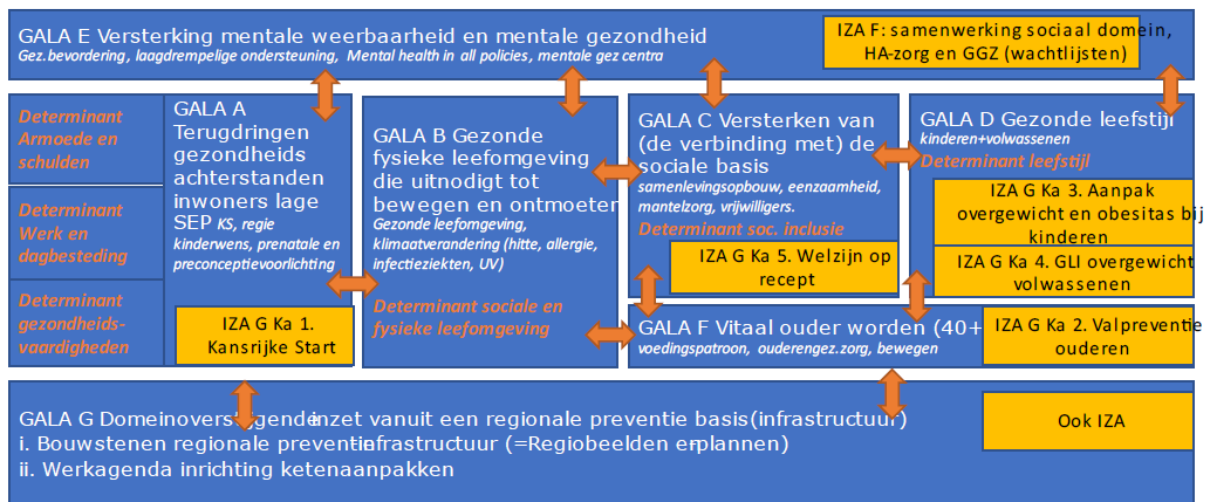 GALA E Versterking mentale weerbaarheid en mentale gezondheid
Gez.bevordering, laagdrempelige ondersteuning, Mental health in all policies, mentale gez centra
IZA F: samenwerking sociaal domein,
HA-zorg en GGZ (wachtlijsten)
Determinant
Armoede en
schulden
Determinant
Werk en
dagbesteding
Determinant
gezondheids-
vaardigheden
GALA A
Terugdringen
gezondheids
achterstanden
inwoners lage
SEP KS, regie
kinderwens, prenatale en
preconceptievoorlichting
IZA G Ka 1.
Kansrijke Start
GALA B Gezonde
fysieke leefomgeving
die uitnodigt tot
bewegen en ontmoeten
Gezonde leefomgeving,
klimaatverandering (hitte, allergie,
infectieziekten, UV)
Determinant sociale en
fysieke leefomgeving
GALA C Versterken van
(de verbinding met) de
sociale basis
samenlevingsopbouw, eenzaamheid,
mantelzorg, vrijwilligers.
Determinant soc. inclusie
IZA G Ka 5. Welzijn op
recept
GALA D Gezonde leefstijl
kinderen+volwassenen
Determinant leefstijl
IZA G Ka 3. Aanpak
overgewicht en obesitas bij
kinderen
IZA G Ka 4. GLI overgewicht
volwassenen
GALA F Vitaal ouder worden (40+
voedingspatroon, ouderengez.zorg, bewegen
IZA G Ka 2. Valpreventie
ouderen
GALA G Domeinoverstijgende inzet vanuit een regionale preventie basis(infrastructuur)
i. Bouwstenen regionale preventie infrastructuur (=Regiobeelden en plannen)
ii. Werkagenda inrichting ketenaanpakken
Ook IZA